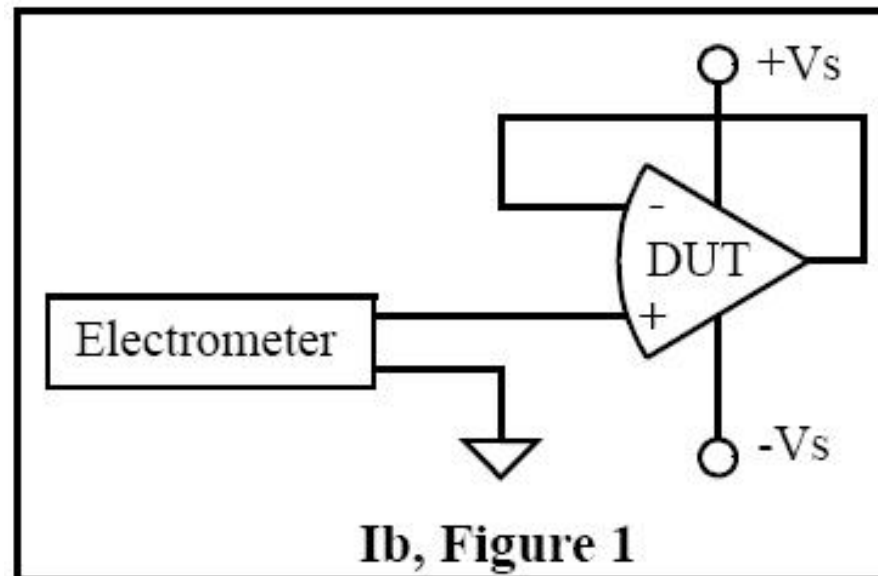 +Vs
-
DUT
+
Electrometer
-Vs
Ib, Figure 1